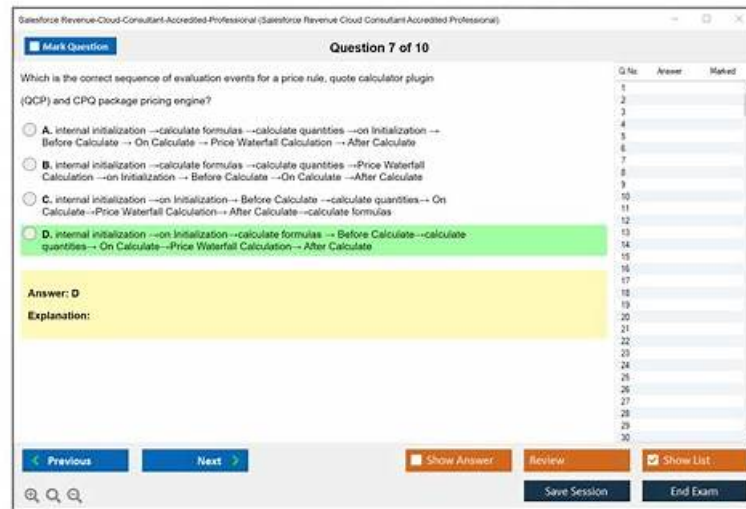 Salesforce Revenue-Cloud-Consultant-Accredited-Professional (Salesforce Revenue Cloud Consultant Accredited Professional)
Mark Question
Question 7 of 10
Which is the correct sequence of evaluation events for a price rule, quote calculator plugin
(QCP) and CPQ package pricing engine?
A. internal initialization →calculate formulas →calculate quantities →on Initialization →
Before Calculate → On Calculate → Price Waterfall Calculation → After Calculate
B. internal initialization →calculate formulas →calculate quantities →Price Waterfall
Calculation →on Initialization → Before Calculate →On Calculate →After Calculate
C. internal initialization →on Initialization→ Before Calculate →calculate quantities→ On
Calculate→Price Waterfall Calculation→ After Calculate→calculate formulas
D. internal initialization →on Initialization→calculate formulas → Before Calculate→calculate
quantities→ On Calculate→Price Waterfall Calculation→ After Calculate
Answer: D
Explanation:
Q.No. Answer Marked
1
2
3
4
5
6
7
8
9
10
11
12
13
14
15
16
17
18
19
20
21
22
23
24
25
26
27
28
29
30
Previous
Next
Show Answer
Review
Show List
Save Session
End Exam